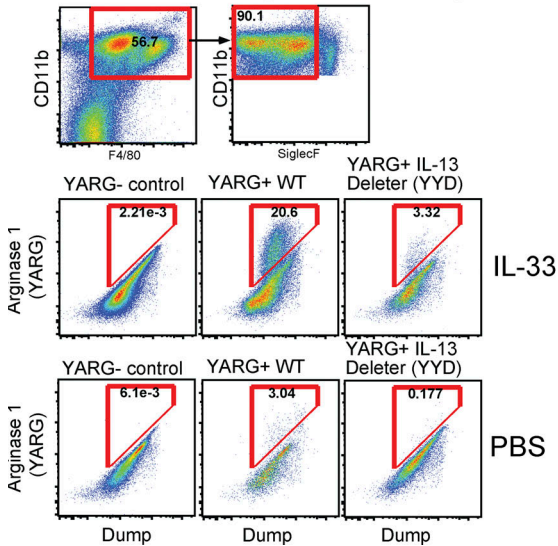 90.1
56.7
CD11b
CD11b
F4/80
SiglecF
YARG- control
YARG+ WT
YARG+ IL-13
Deleter (YYD)
2.21e-3
20.6
3.32
Arginase 1
(YARG)
IL-33
YARG- control
YARG+ WT
YARG+ IL-13
Deleter (YYD)
6.1e-3
3.04
0.177
Arginase 1
(YARG)
PBS
Dump
Dump
Dump